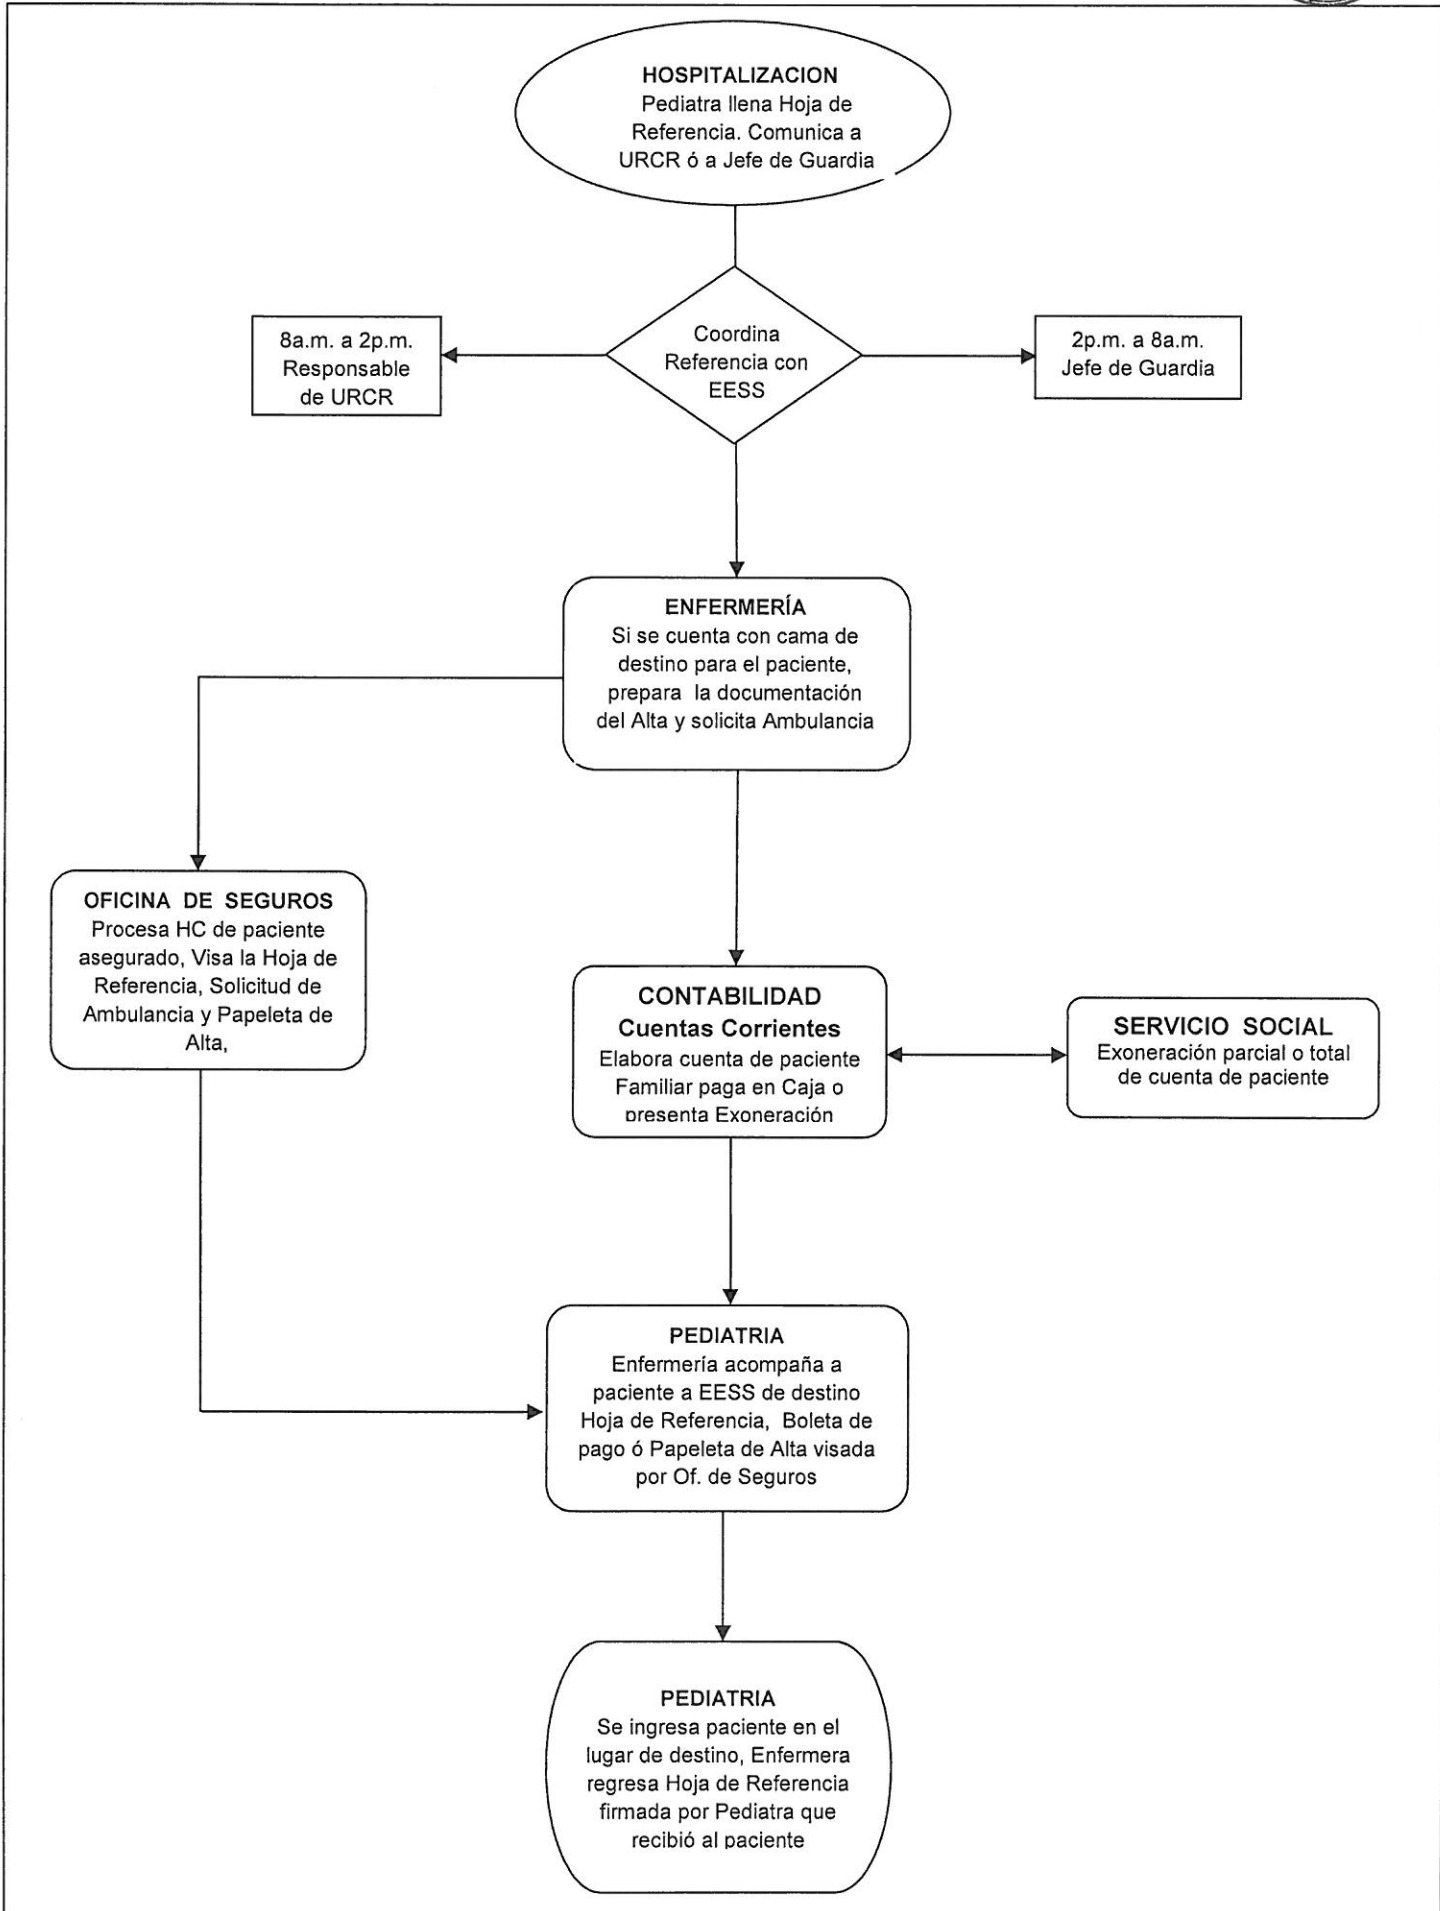 HOSPITALIZACION
Pediatra llena Hoja de
Referencia. Comunica a
URCR ó a Jefe de Guardia
8a.m. a 2p.m.
Responsable
de URCR
Coordina
Referencia con
EESS
2p.m. a 8a.m.
Jefe de Guardia
ENFERMERÍA
Si se cuenta con cama de
destino para el paciente,
prepara la documentación
del Alta y solicita Ambulancia
OFICINA DE SEGUROS
Procesa HC de paciente
asegurado, Visa la Hoja de
Referencia, Solicitud de
Ambulancia y Papeleta de
Alta,
CONTABILIDAD
Cuentas Corrientes
Elabora cuenta de paciente
Familiar paga en Caja o
presenta Exoneración
SERVICIO SOCIAL
Exoneración parcial o total
de cuenta de paciente
PEDIATRIA
Enfermería acompaña a
paciente a EESS de destino
Hoja de Referencia, Boleta de
pago ó Papeleta de Alta visada
por Of. de Seguros
PEDIATRIA
Se ingresa paciente en el
lugar de destino, Enfermera
regresa Hoja de Referencia
firmada por Pediatra que
recibió al paciente